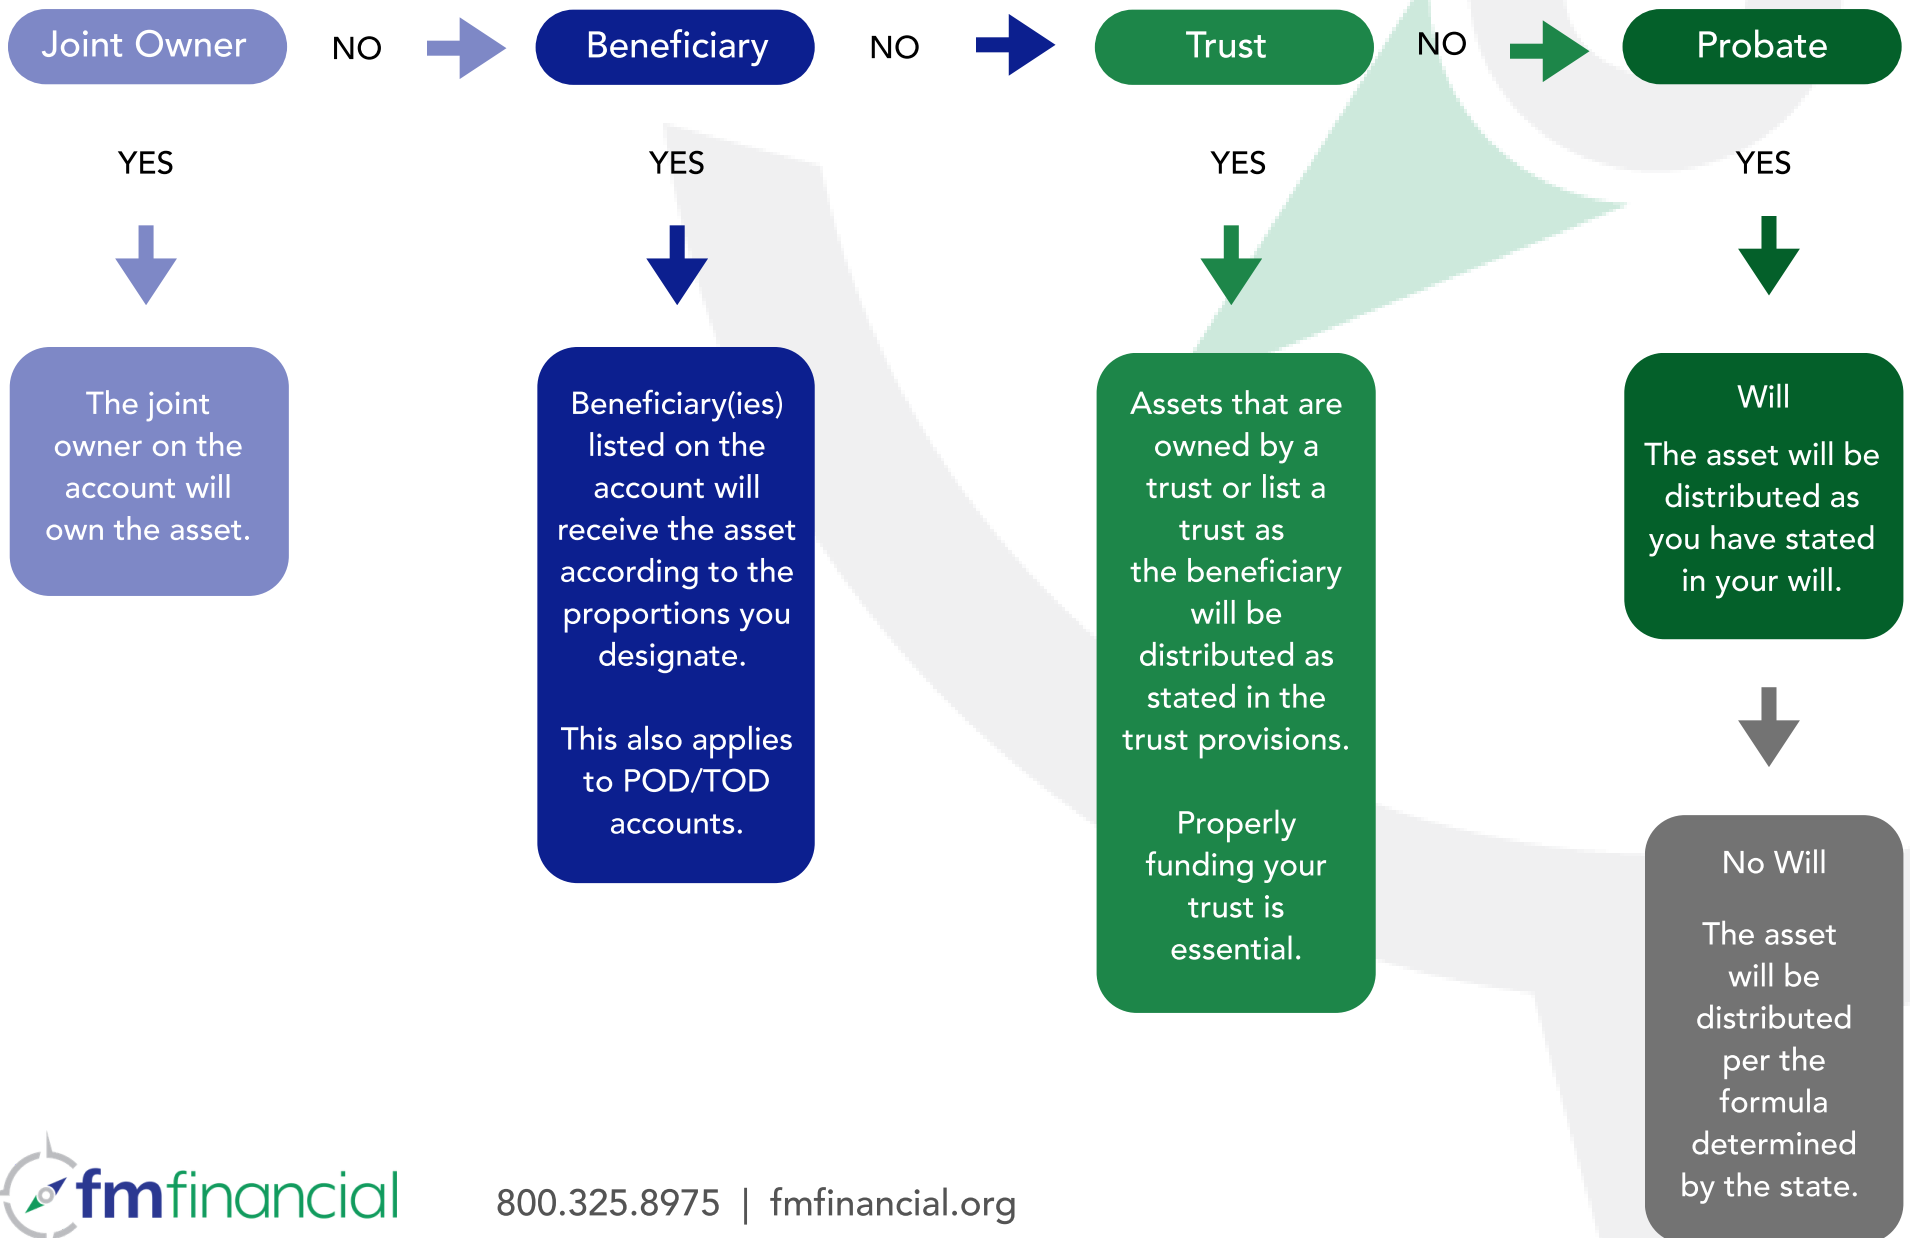 Joint Owner
NO
Beneficiary
NO
Trust
NO
Probate
YES
YES
YES
YES
The joint
owner on the
account will
own the asset.
Beneficiary(ies)
listed on the
account will
receive the asset
according to the
proportions you
designate.
This also applies
to POD/TOD
accounts.
Assets that are
owned by a
trust or list a
trust as
the beneficiary
will be
distributed as
stated in the
trust provisions.
Properly
funding your
trust is
essential.
Will
The asset will be
distributed as
you have stated
in your will.
No Will
The asset
will be
distributed
per the
formula
determined
by the state.
fmfinancial
800.325.8975 | fmfinancial.org